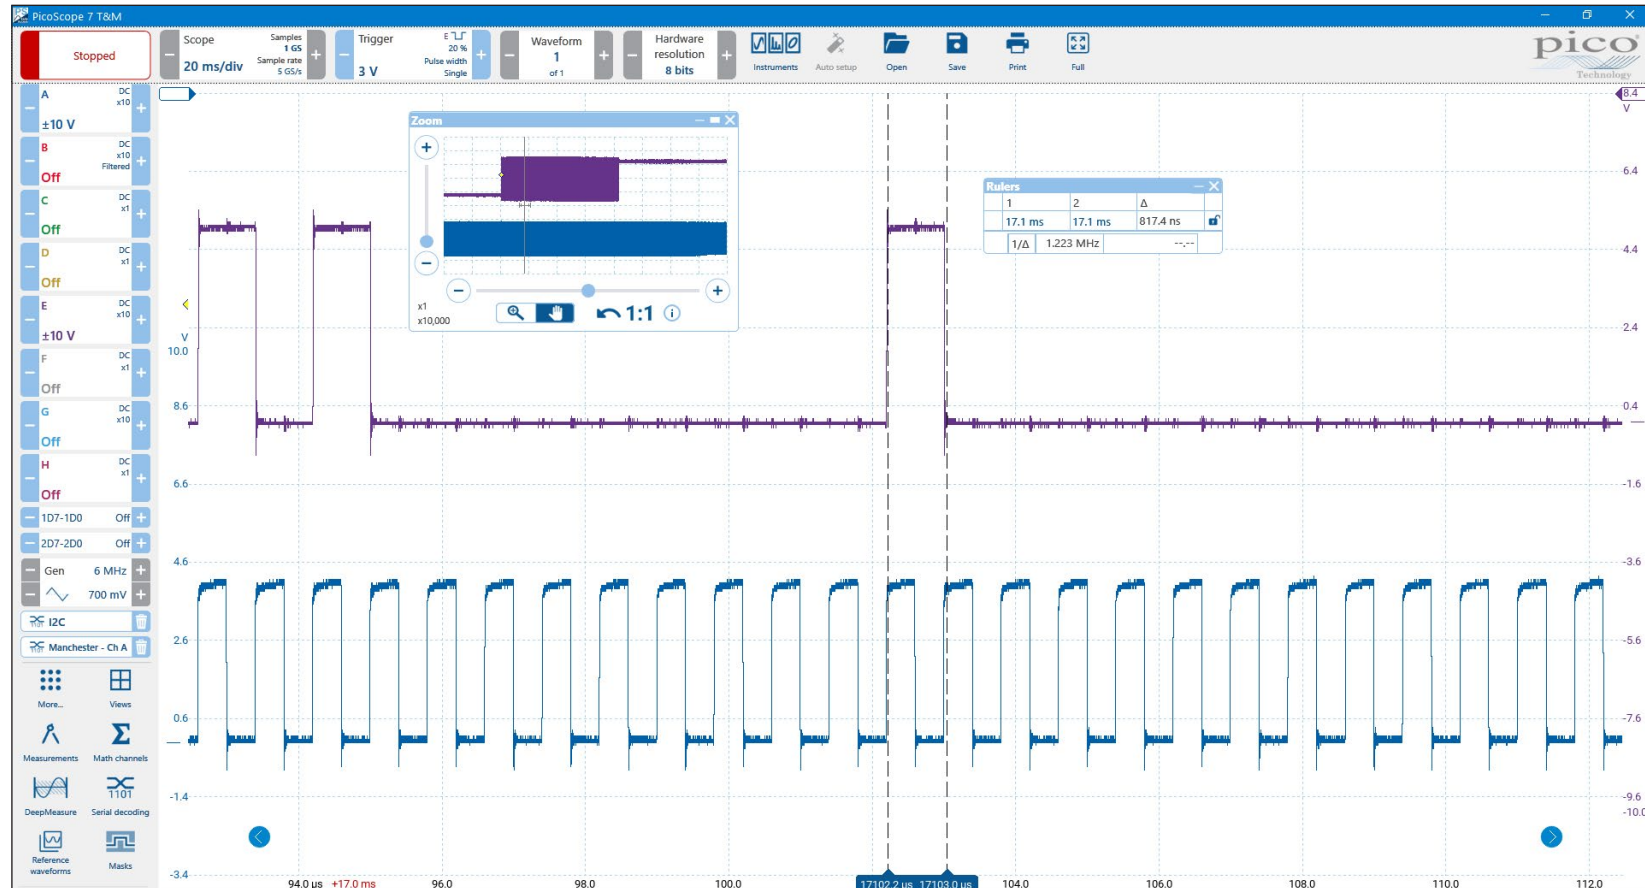 PicoScope 7 T&M
Stopped
Scope
20 ms/div
Samples
1 GS
Sample rate
5 GS/s
Trigger
3 V
E
20 %
Pulse width
Single
Waveform
1
of 1
Hardware
resolution
8 bits
Instruments
Auto setup
Open
Save
Print
Full
pico
Technology
A
DC
x10
±10 V
B
DC
x10
Filtered
Off
C
DC
x1
Off
D
DC
x1
Off
E
DC
x10
±10 V
F
DC
x1
Off
G
DC
x10
Off
H
DC
x1
Off
1D7-1D0 Off
2D7-2D0 Off
Gen 6 MHz
700 mV
I2C
Manchester - Ch A
More...
Views
Measurements
Math channels
DeepMeasure
1101
Serial decoding
Reference
waveforms
Masks
V
10.0
8.6
6.6
4.6
2.6
0.6
-1.4
-3.4
Zoom
x1
x10,000
1:1
Rulers
1 2 Δ
17.1 ms 17.1 ms 817.4 ns
1/Δ 1.223 MHz --.--
8.4
V
6.4
4.4
2.4
0.4
-1.6
-3.6
-5.6
-7.6
-9.6
-10.0
94.0 us +17.0 ms 96.0 98.0 100.0 17102.2 us 17103.0 us 104.0 106.0 108.0 110.0 112.0